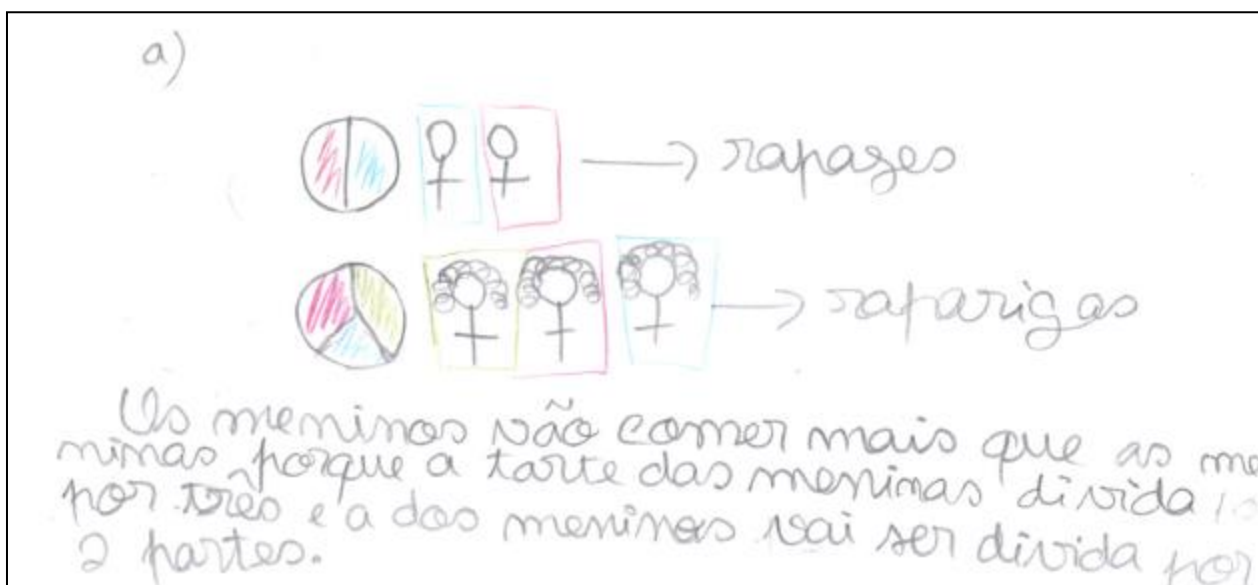 a)
→ rapazes
→ raparigas
Os meninos vão comer mais que as me
ninas porque a tarte das meninas divida
por três e a dos meninos vai ser divida por
2 partes.